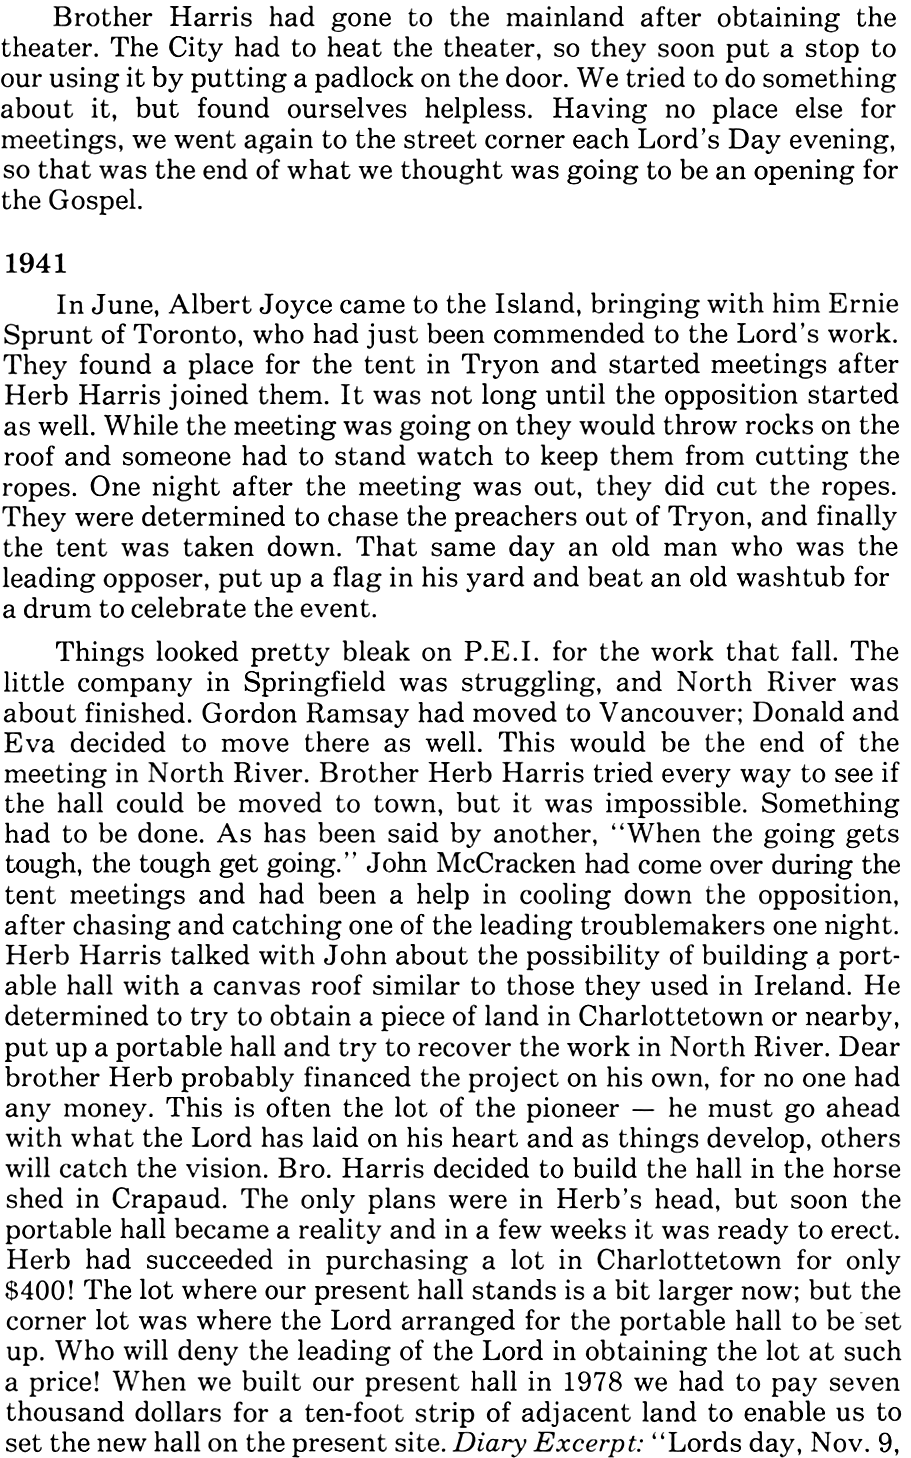 Brother Harris had gone to the mainland after obtaining the
theater. The City had to heat the theater, so they soon put a stop to
our using it by putting a padlock on the door. We tried to do something
about it, but found ourselves helpless. Having no place else for
meetings, we went again to the street corner each Lord's Day evening,
so that was the end of what we thought was going to be an opening for
the Gospel.
1941
In June, Albert Joyce came to the Island, bringing with him Ernie
Sprunt of Toronto, who had just been commended to the Lord's work.
They found a place for the tent in Tryon and started meetings after
Herb Harris joined them. It was not long until the opposition started
as well. While the meeting was going on they would throw rocks on the
roof and someone had to stand watch to keep them from cutting the
ropes. One night after the meeting was out, they did cut the ropes.
They were determined to chase the preachers out of Tryon, and finally
the tent was taken down. That same day an old man who was the
leading opposer, put up a flag in his yard and beat an old washtub for
a drum to celebrate the event.
Things looked pretty bleak on P.E.I. for the work that fall. The
little company in Springfield was struggling, and North River was
about finished. Gordon Ramsay had moved to Vancouver; Donald and
Eva decided to move there as well. This would be the end of the
meeting in North River. Brother Herb Harris tried every way to see if
the hall could be moved to town, but it was impossible. Something
had to be done. As has been said by another, "When the going gets
tough, the tough get going." John McCracken had come over during the
tent meetings and had been a help in cooling down the opposition,
after chasing and catching one of the leading troublemakers one night.
Herb Harris talked with John about the possibility of building a port-
able hall with a canvas roof similar to those they used in Ireland. He
determined to try to obtain a piece of land in Charlottetown or nearby,
put up a portable hall and try to recover the work in North River. Dear
brother Herb probably financed the project on his own, for no one had
any money. This is often the lot of the pioneer — he must go ahead
with what the Lord has laid on his heart and as things develop, others
will catch the vision. Bro. Harris decided to build the hall in the horse
shed in Crapaud. The only plans were in Herb's head, but soon the
portable hall became a reality and in a few weeks it was ready to erect.
Herb had succeeded in purchasing a lot in Charlottetown for only
$400! The lot where our present hall stands is a bit larger now; but the
corner lot was where the Lord arranged for the portable hall to be set
up. Who will deny the leading of the Lord in obtaining the lot at such
a price! When we built our present hall in 1978 we had to pay seven
thousand dollars for a ten-foot strip of adjacent land to enable us to
set the new hall on the present site. Diary Excerpt: "Lords day, Nov. 9,